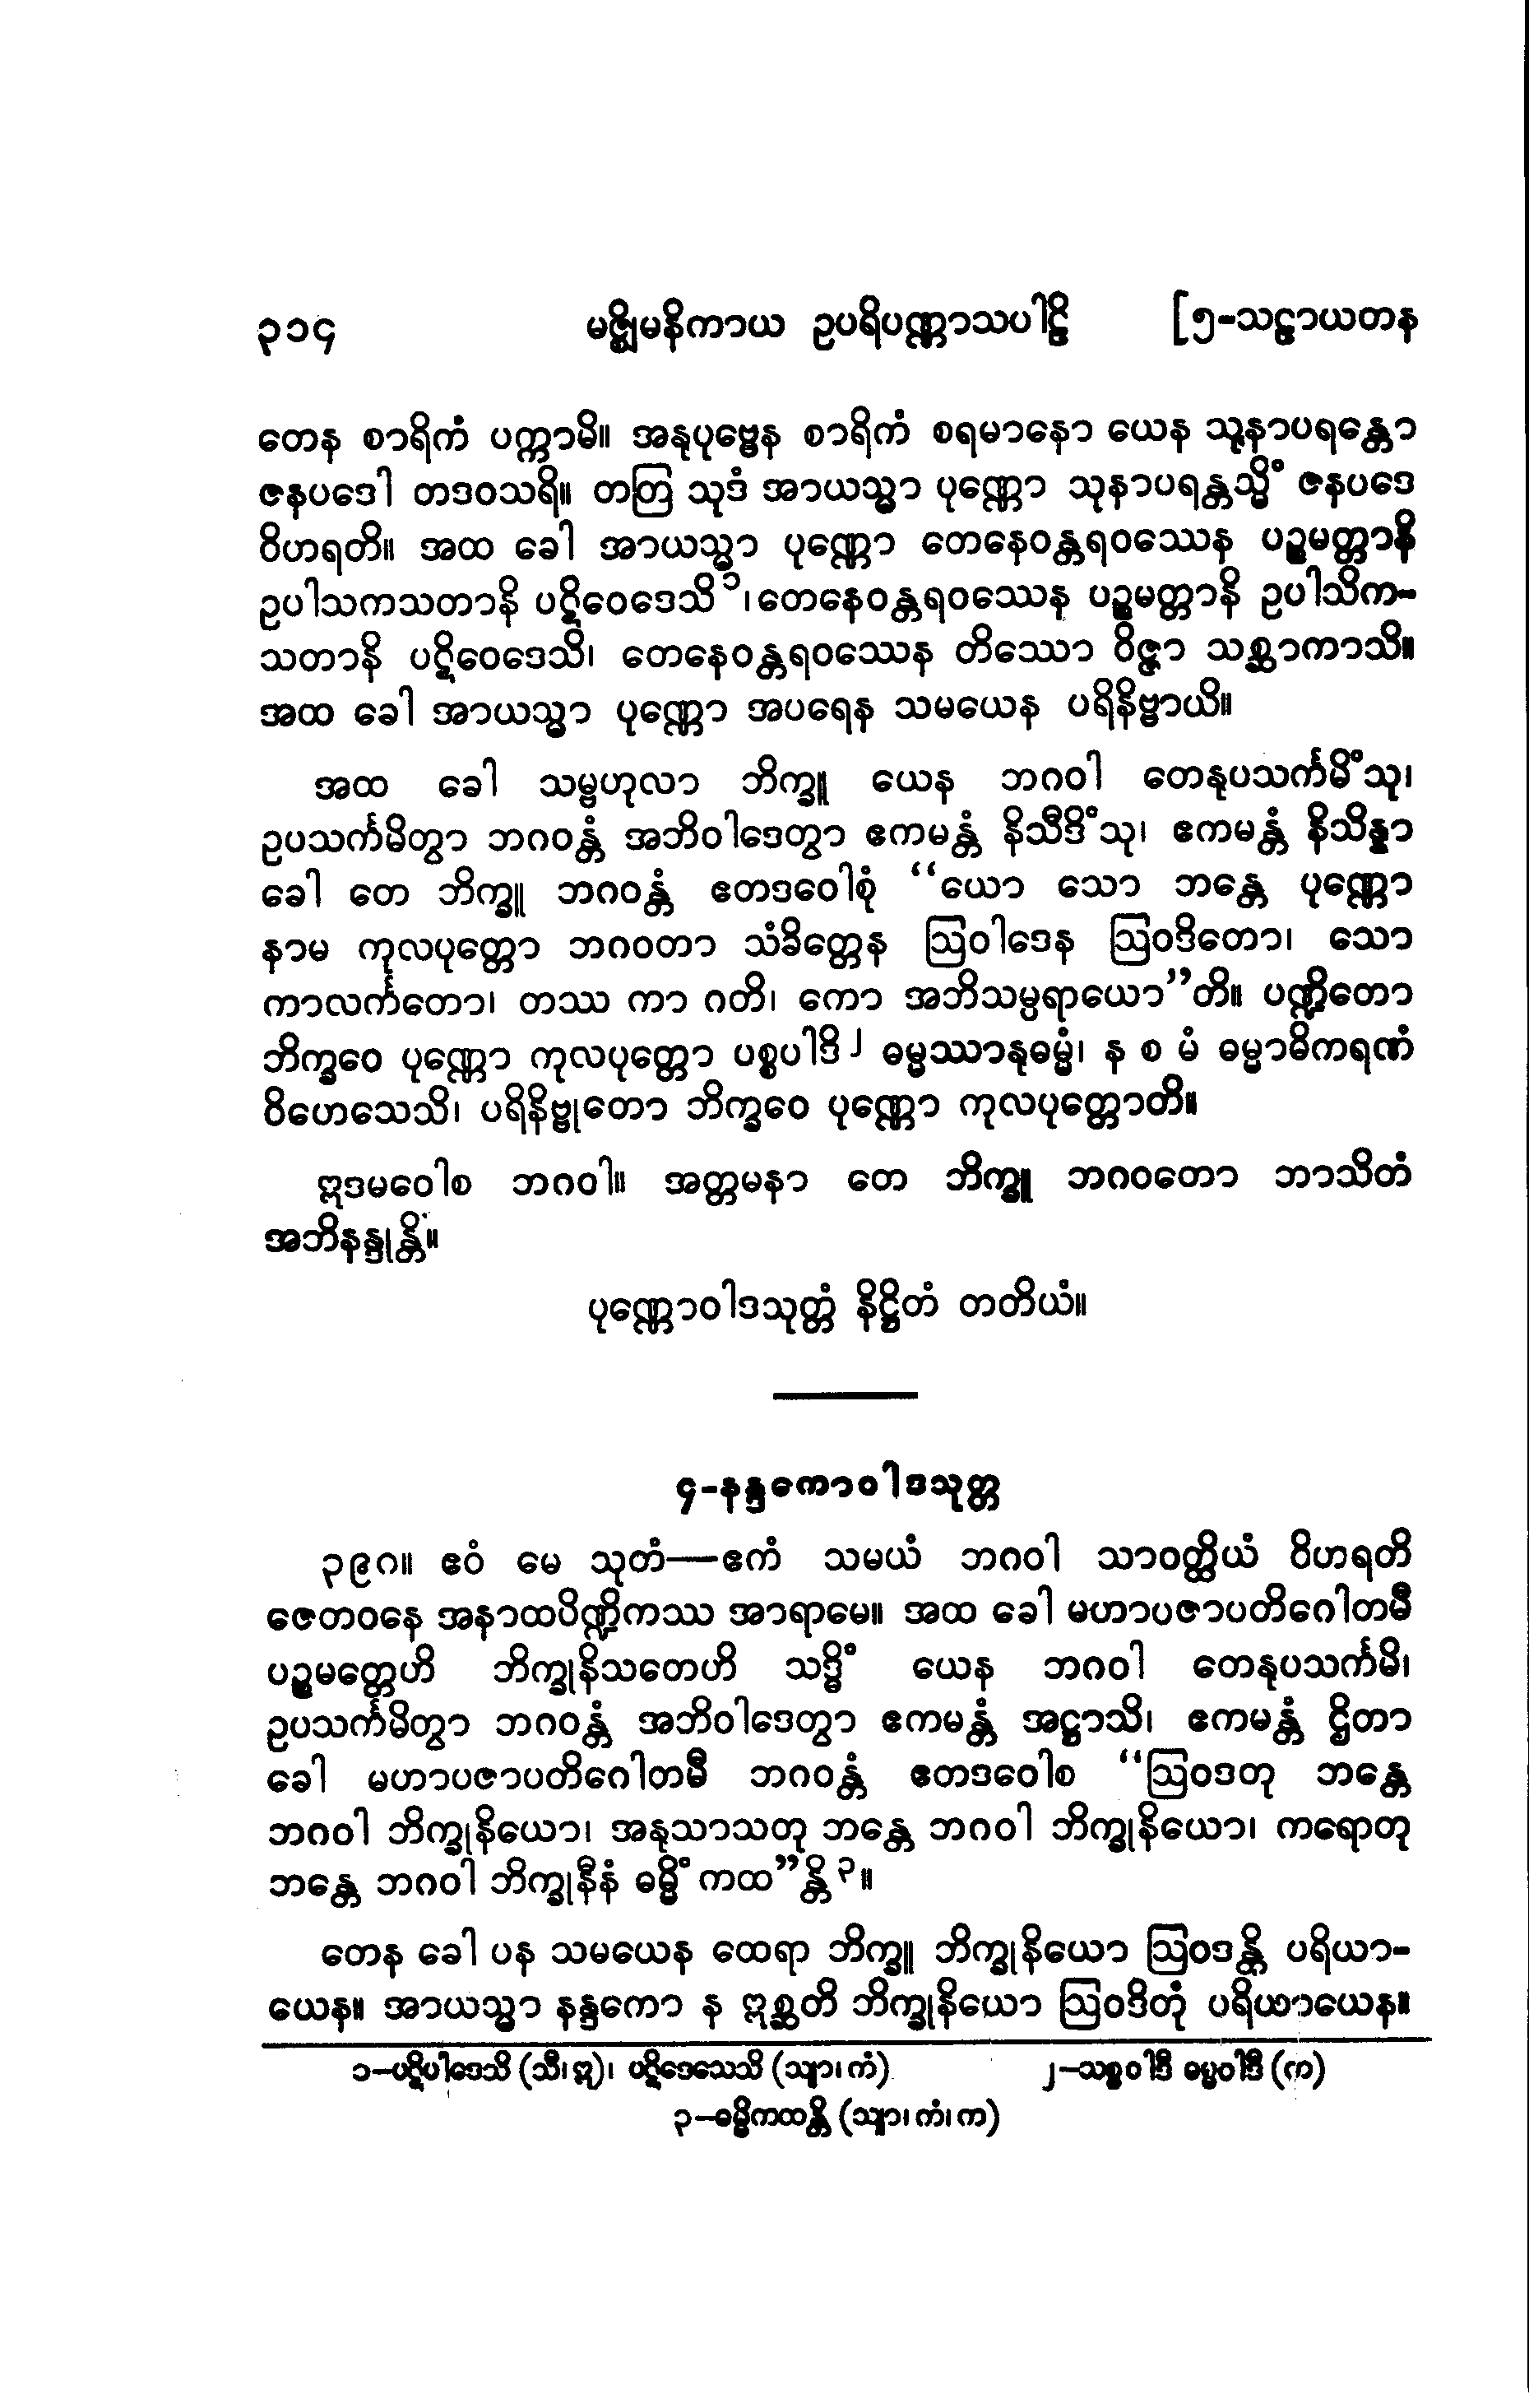 ၃၁၄ မဇ္ဈိမနိကာယ ဥပရိပဏ္ဏာသပါဠိ [၅-သဠာယတန
တေန စာရိကံ ပက္ကာမိ။ အနုပုဗ္ဗေန စာရိကံ စရမာနော ယေန သုနာပရန္တော
ဇနပဒေါ တဒဝသရိ။ တတြ သုဒံ အာယသ္မာ ပုဏ္ဏော သုနာပရန္တသ္မိံ ဇနပဒေ
ဝိဟရတိ။ အထ ခေါ အာယသ္မာ ပုဏ္ဏော တေနေဝန္တရဝဿေန ပဉ္စမတ္တာနိ
ဥပါသကသတာနိ ပဋိဝေဒေသိ၁၊ တေနေဝန္တရဝဿေန ပဉ္စမတ္တာနိ ဥပါသိက-
သတာနိ ပဋိဝေဒေသိ၊ တေနေဝန္တရဝဿေန တိဿော ဝိဇ္ဇာ သစ္ဆာကာသိ။
အထ ခေါ အာယသ္မာ ပုဏ္ဏော အပရေန သမယေန ပရိနိဗ္ဗာယိ။
အထ ခေါ သမ္ဗဟုလာ ဘိက္ခူ ယေန ဘဂဝါ တေနုပသင်္ကမိံသု၊
ဥပသင်္ကမိတွာ ဘဂဝန္တံ အဘိဝါဒေတွာ ဧကမန္တံ နိသီဒိံသု၊ ဧကမန္တံ နိသိန္နာ
ခေါ တေ ဘိက္ခူ ဘဂဝန္တံ ဧတဒဝေါစုံ “ယော သော ဘန္တေ ပုဏ္ဏော
နာမ ကုလပုတ္တော ဘဂဝတာ သံခိတ္တေန ဩဝါဒေန ဩဝဒိတော၊ သော
ကာလင်္ကတော၊ တဿ ကာ ဂတိ၊ ကော အဘိသမ္ပရာယော”တိ။ ပဏ္ဍိတော
ဘိက္ခဝေ ပုဏ္ဏော ကုလပုတ္တော ပစ္စပါဒိ၂ ဓမ္မဿာနုဓမ္မံ၊ န စ မံ ဓမ္မာဓိကရဏံ
ဝိဟေသေသိ၊ ပရိနိဗ္ဗုတော ဘိက္ခဝေ ပုဏ္ဏော ကုလပုတ္တောတိ။
ဣဒမဝေါစ ဘဂဝါ။ အတ္တမနာ တေ ဘိက္ခူ ဘဂဝတော ဘာသိတံ
အဘိနန္ဒုန္တိ။
ပုဏ္ဏောဝါဒသုတ္တံ နိဋ္ဌိတံ တတိယံ။
၄-နန္ဒကောဝါဒသုတ္တ
၃၉၈။ ဧဝံ မေ သုတံ—ဧကံ သမယံ ဘဂဝါ သာဝတ္ထိယံ ဝိဟရတိ
ဇေတဝနေ အနာထပိဏ္ဍိကဿ အာရာမေ။ အထ ခေါ မဟာပဇာပတိဂေါတမီ
ပဉ္စမတ္တေဟိ ဘိက္ခုနိသတေဟိ သဒ္ဓိံ ယေန ဘဂဝါ တေနုပသင်္ကမိ၊
ဥပသင်္ကမိတွာ ဘဂဝန္တံ အဘိဝါဒေတွာ ဧကမန္တံ အဋ္ဌာသိ၊ ဧကမန္တံ ဌိတာ
ခေါ မဟာပဇာပတိဂေါတမီ ဘဂဝန္တံ ဧတဒဝေါစ “ဩဝဒတု ဘန္တေ
ဘဂဝါ ဘိက္ခုနိယော၊ အနုသာသတု ဘန္တေ ဘဂဝါ ဘိက္ခုနိယော၊ ကရောတု
ဘန္တေ ဘဂဝါ ဘိက္ခုနီနံ ဓမ္မိံ ကထ”န္တိ၃။
တေန ခေါ ပန သမယေန ထေရာ ဘိက္ခူ ဘိက္ခုနိယော ဩဝဒန္တိ ပရိယာ-
ယေန။ အာယသ္မာ နန္ဒကော န ဣစ္ဆတိ ဘိက္ခုနိယော ဩဝဒိတုံ ပရိယာယေန။
၁–ပဋိပါဒေသိ (သီ၊ဣ)၊ ပဋိဒေသေသိ (သျာ၊ကံ) ၂–သစ္စဝါဒီ ဓမ္မဝါဒီ (က)
၃–ဓမ္မိကထန္တိ (သျာ၊ကံ၊က)